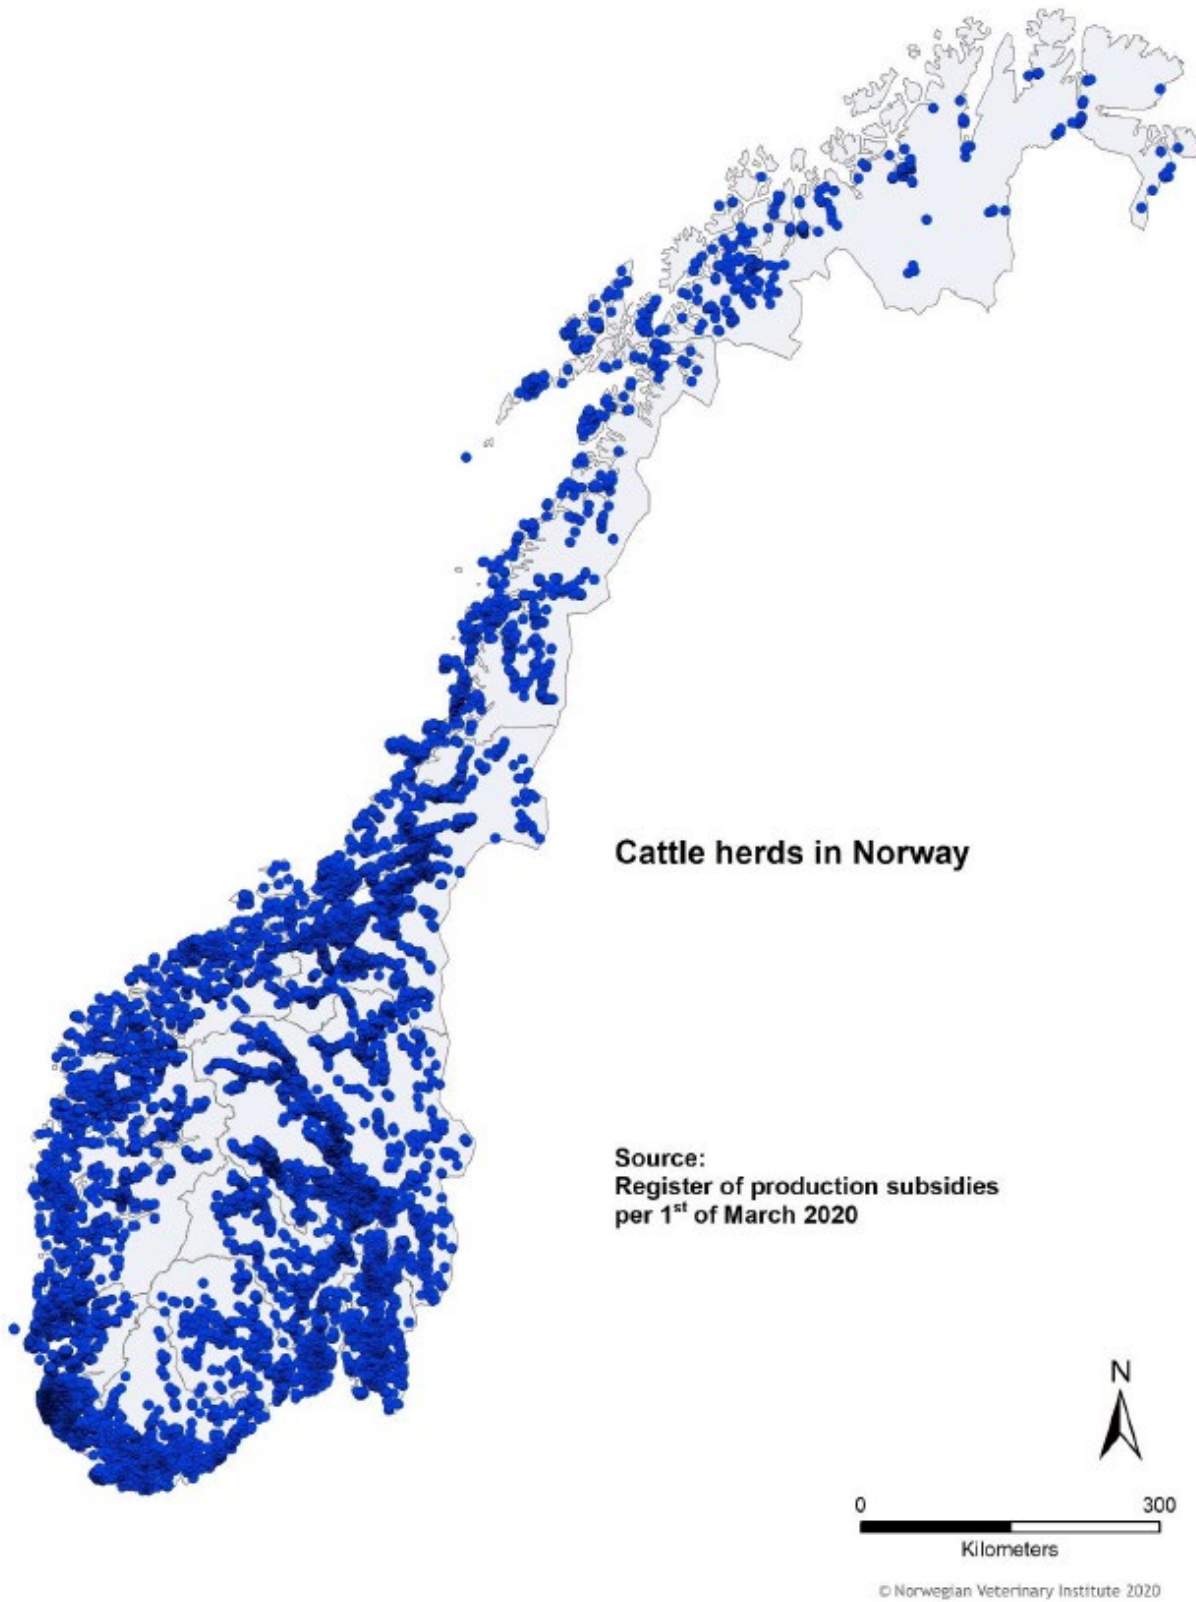 Cattle herds in Norway
Source:
Register of production subsidies
per 1st of March 2020
N
0 300
Kilometers
© Norwegian Veterinary Institute 2020